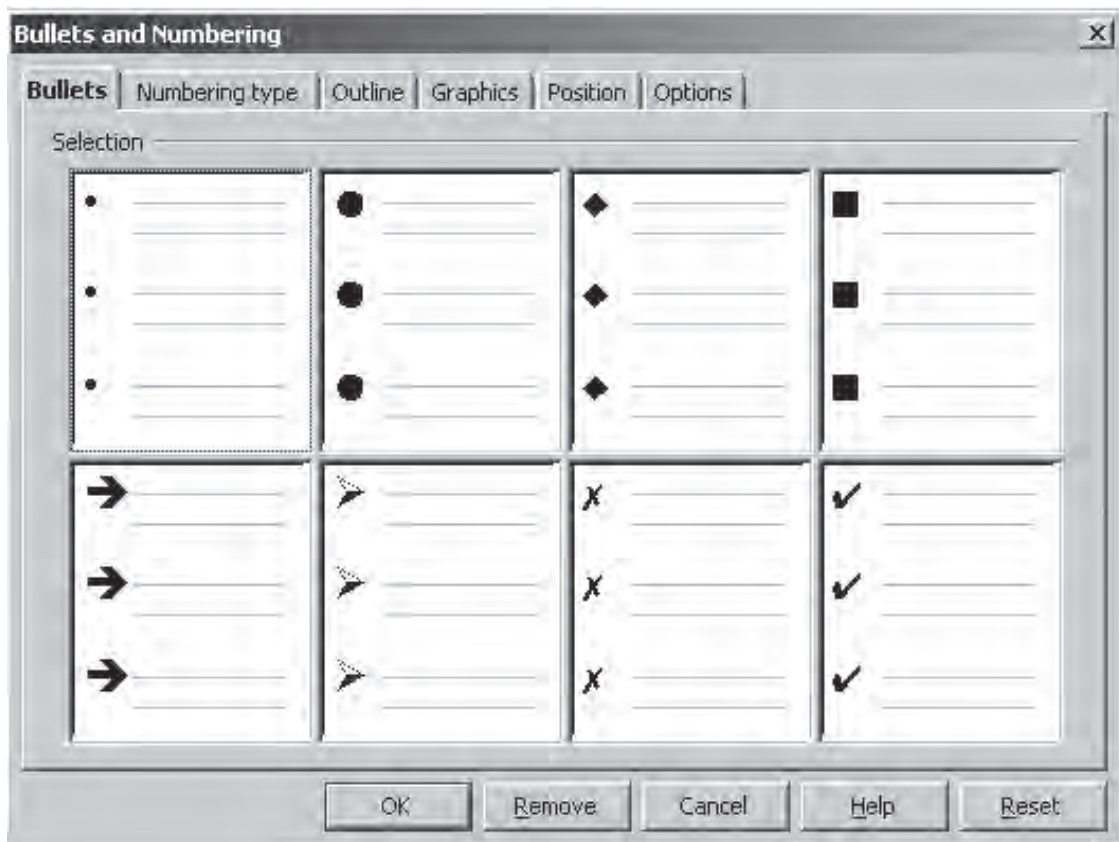 Bullets and Numbering
Bullets Numbering type Outline Graphics Position Options
Selection
OK Remove Cancel Help Reset